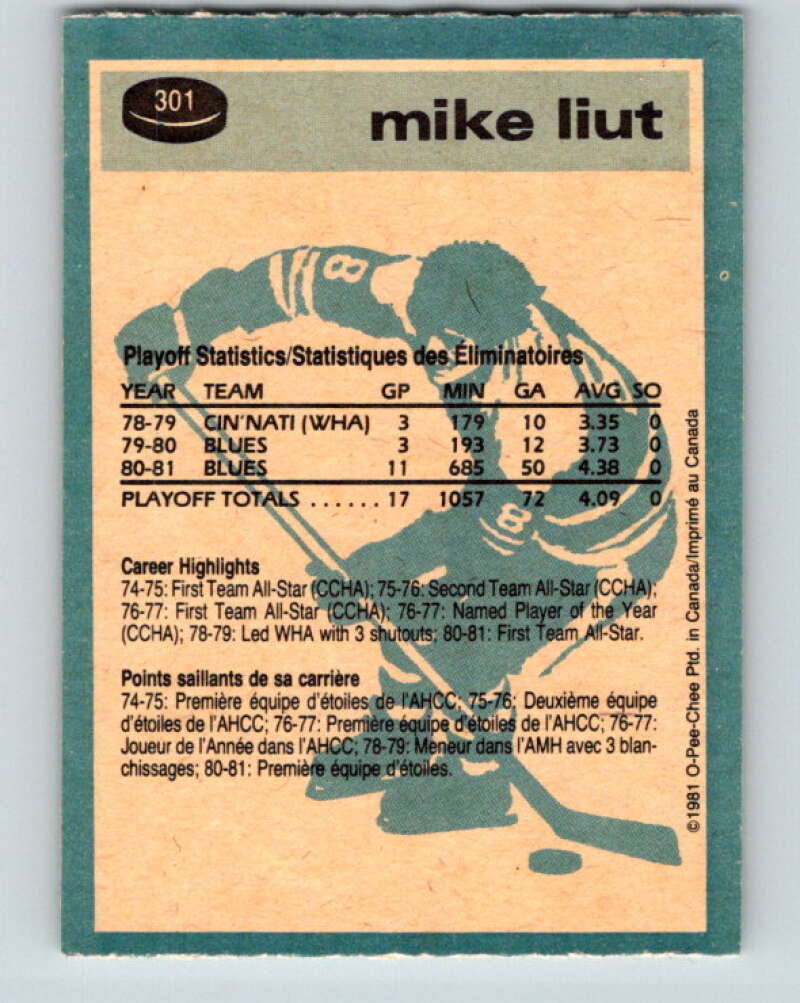 301
mike liut
Playoff Statistics/Statistiques des Éliminatoires
YEAR TEAM GP MIN GA AVG SO
78-79 CIN'NATI (WHA) 3 179 10 3.35 0
79-80 BLUES 3 193 12 3.73 0
80-81 BLUES 11 685 50 4.38 0
PLAYOFF TOTALS ...... 17 1057 72 4.09 0
Career Highlights
74-75: First Team All-Star (CCHA); 75-76: Second Team All-Star (CCHA);
76-77: First Team All-Star (CCHA); 76-77: Named Player of the Year
(CCHA); 78-79: Led WHA with 3 shutouts; 80-81: First Team All-Star.
Points saillants de sa carrière
74-75: Première équipe d'étoiles de l'AHCC; 75-76: Deuxième équipe
d'étoiles de l'AHCC; 76-77: Première équipe d'étoiles de l'AHCC; 76-77:
Joueur de l'Année dans l'AHCC; 78-79: Meneur dans l'AMH avec 3 blan-
chissages; 80-81: Première équipe d'étoiles.
©1981 O-Pee-Chee Ptd. in Canada/Imprimé au Canada
8
8